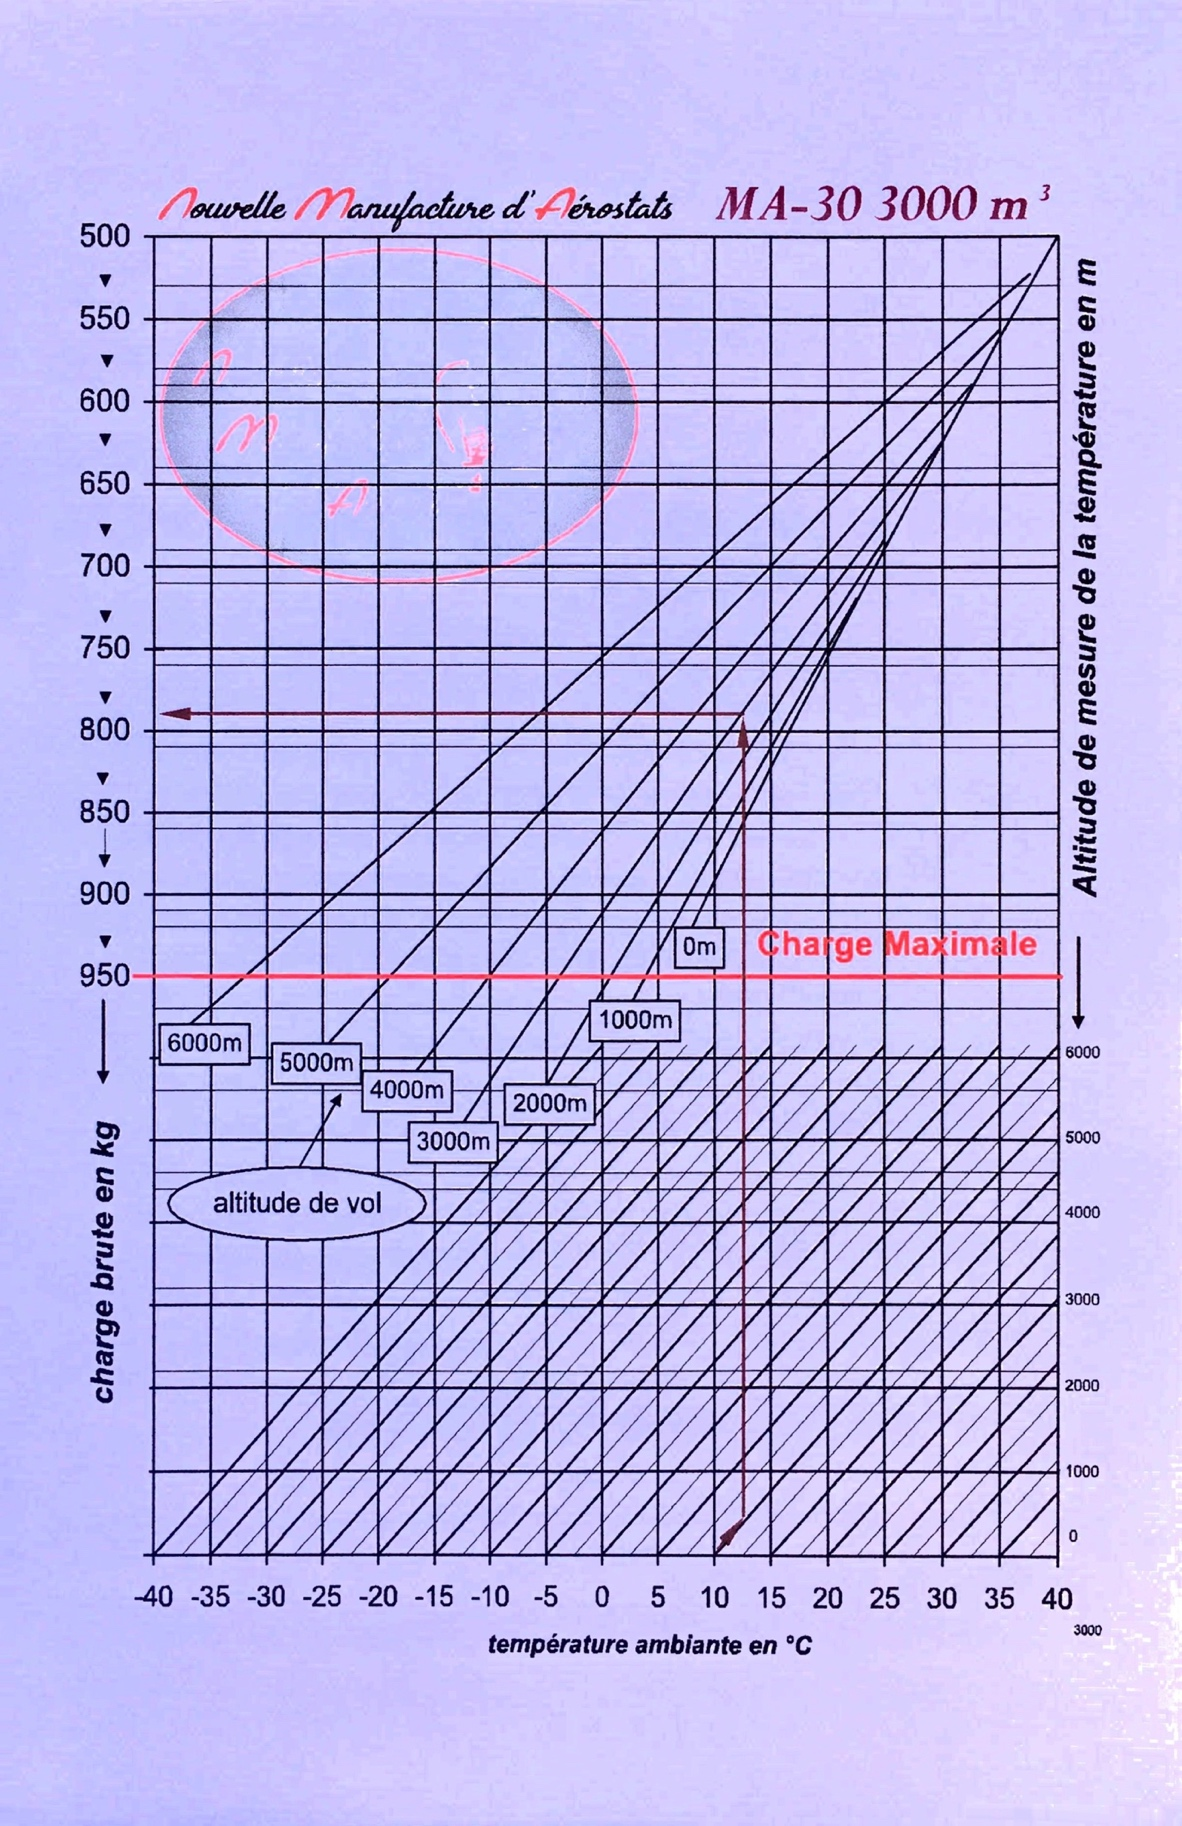 Nouvelle Manufacture d'Aérostats
MA-30 3000 m³
500
550
600
650
700
750
800
850
900
950
charge brute en kg
N
M
A
Altitude de mesure de la température en m
Charge Maximale
0m
1000m
2000m
3000m
4000m
5000m
6000m
altitude de vol
6000
5000
4000
3000
2000
1000
0
-40 -35 -30 -25 -20 -15 -10 -5 0 5 10 15 20 25 30 35 40
3000
température ambiante en °C